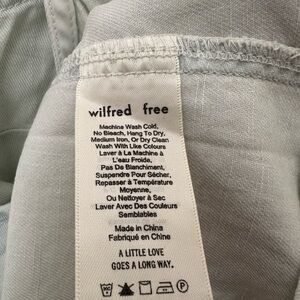 wilfred free
Machine Wash Cold,
No Bleach, Hang To Dry,
Medium Iron, Or Dry Clean
Wash With Like Colours
Laver À La Machine À
L'eau Froide,
Pas De Blanchiment,
Suspendre Pour Sécher,
Repasser à Température
Moyenne,
Ou Nettoyer à Sec
Laver Avec Des Couleurs
Semblables
Made in China
Fabriqué en Chine
A LITTLE LOVE
GOES A LONG WAY.